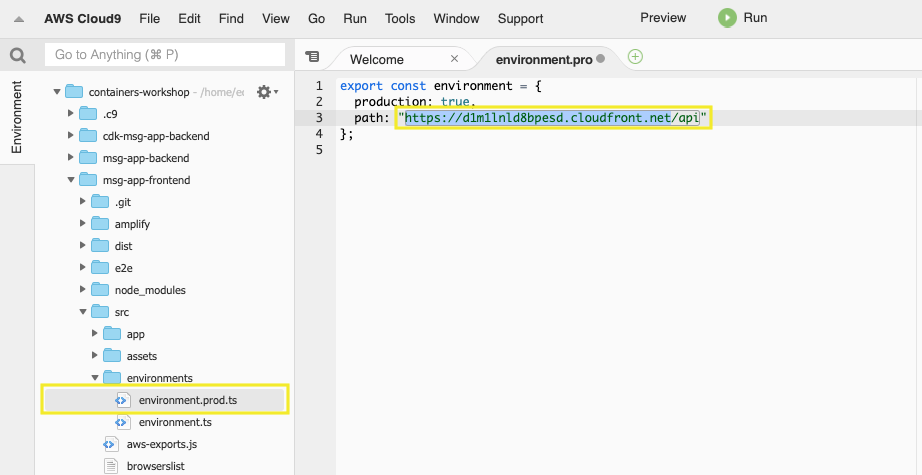 AWS Cloud9 File Edit Find View Go Run Tools Window Support Preview Run
Go to Anything (⌘ P)
Environment
containers-workshop - /home/ec
.c9
cdk-msg-app-backend
msg-app-backend
msg-app-frontend
.git
amplify
dist
e2e
node_modules
src
app
assets
environments
environment.prod.ts
environment.ts
aws-exports.js
browserslist
Welcome × environment.pro
1 export const environment = {
2 production: true,
3 path: "https://d1m1lnld8bpesd.cloudfront.net/api"
4 };
5